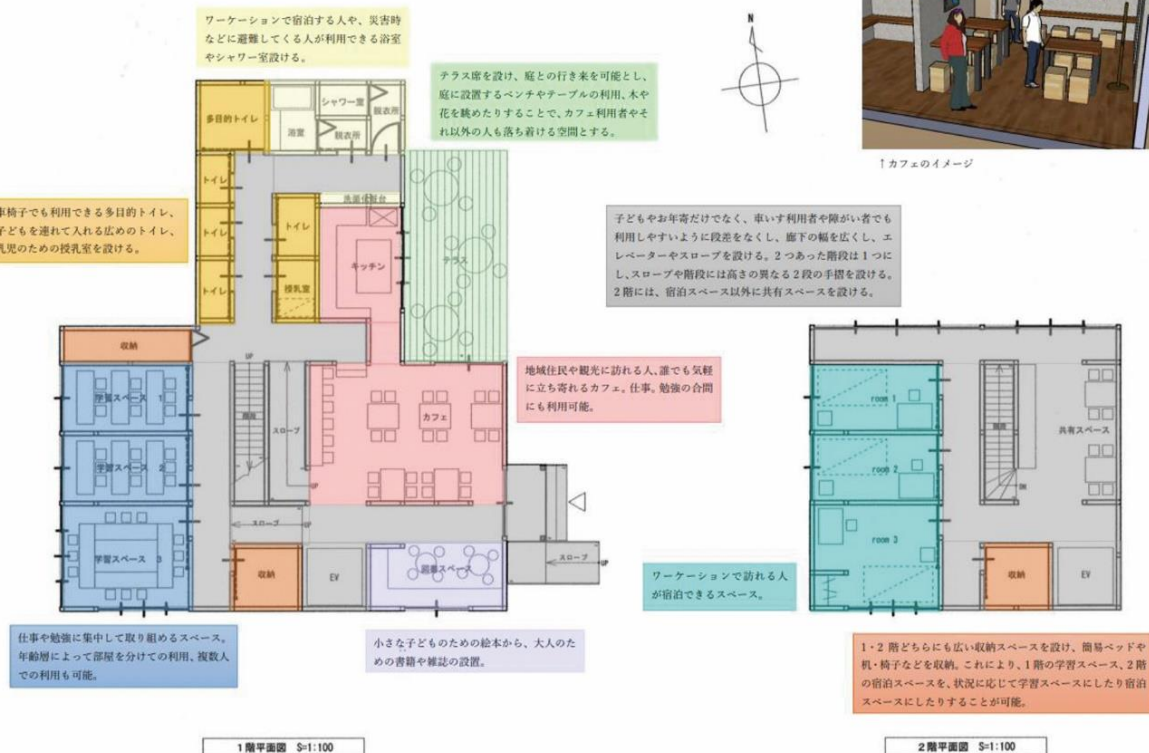 ワーケーションで宿泊する人や、災害時
などに避難してくる人が利用できる浴室
やシャワー室設ける。
テラス席を設け、庭との行き来を可能とし、
庭に設置するベンチやテーブルの利用、木や
花を眺めたりすることで、カフェ利用者やそ
れ以外の人も落ち着ける空間とする。
N
↑カフェのイメージ
多目的トイレ
浴室
シャワー室
脱衣所
脱衣所
トイレ
洗面化粧台
車椅子でも利用できる多目的トイレ、
子どもを連れて入れる広めのトイレ、
乳児のための授乳室を設ける。
トイレ
トイレ
キッチン
テラス
トイレ
授乳室
子どもやお年寄だけでなく、車いす利用者や障がい者でも
利用しやすいように段差をなくし、廊下の幅を広くし、エ
レベーターやスロープを設ける。2つあった階段は1つに
し、スロープや階段には高さの異なる2段の手摺を設ける。
2階には、宿泊スペース以外に共有スペースを設ける。
収納
UP
学習スペース 1
階段
スロープ
カフェ
地域住民や観光に訪れる人、誰でも気軽
に立ち寄れるカフェ。仕事。勉強の合間
にも利用可能。
学習スペース 2
UP
スロープ
UP
学習スペース 3
収納
EV
図書スペース
スロープ
UP
room 1
階段
共有スペース
room 2
DN
room 3
収納
EV
ワーケーションで訪れる人
が宿泊できるスペース。
仕事や勉強に集中して取り組めるスペース。
年齢層によって部屋を分けての利用、複数人
での利用も可能。
小さな子どものための絵本から、大人のた
めの書籍や雑誌の設置。
1・2階どちらにも広い収納スペースを設け、簡易ベッドや
机・椅子などを収納。これにより、1階の学習スペース、2階
の宿泊スペースを、状況に応じて学習スペースにしたり宿泊
スペースにしたりすることが可能。
1階平面図 S=1:100
2階平面図 S=1:100